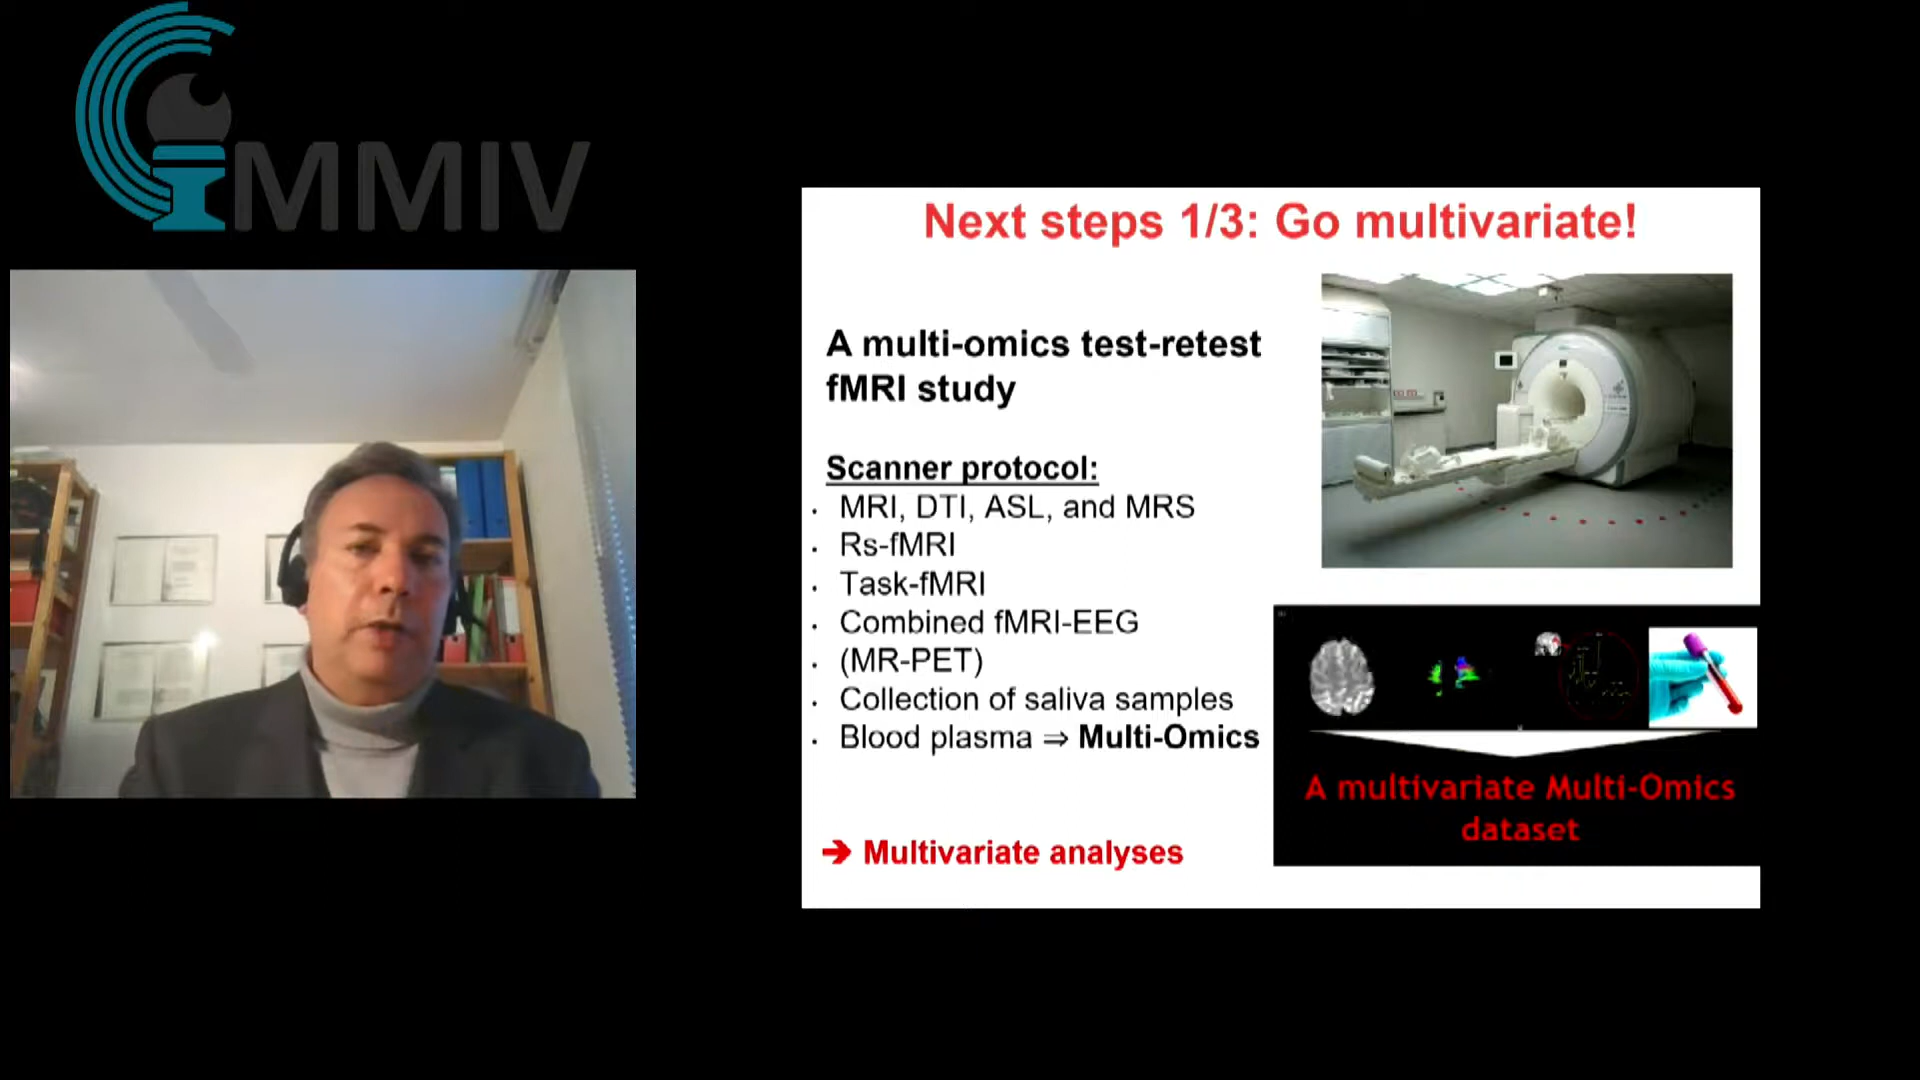 MMIV
Next steps 1/3: Go multivariate!
A multi-omics test-retest
fMRI study
Scanner protocol:
· MRI, DTI, ASL, and MRS
· Rs-fMRI
· Task-fMRI
· Combined fMRI-EEG
· (MR-PET)
· Collection of saliva samples
· Blood plasma ⇒ Multi-Omics
➔ Multivariate analyses
A multivariate Multi-Omics
dataset